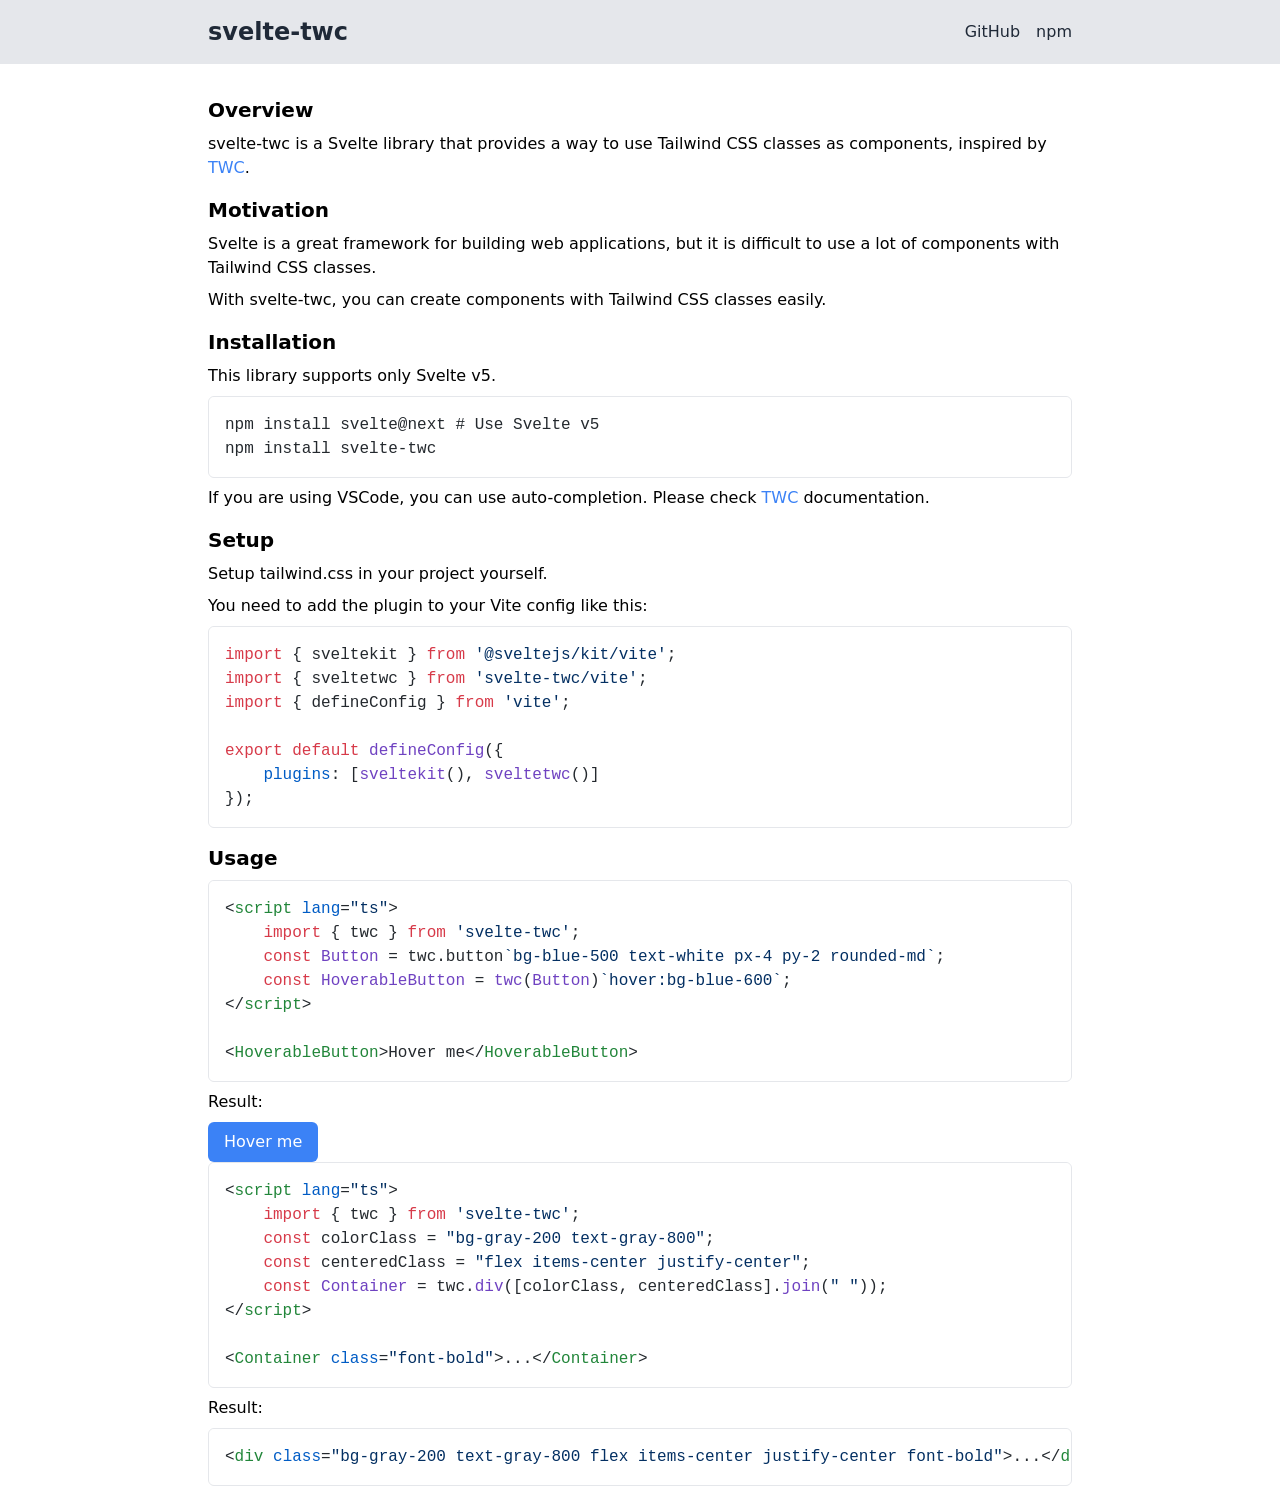 svelte-twc
GitHub npm
Overview
svelte-twc is a Svelte library that provides a way to use Tailwind CSS classes as components, inspired by
TWC.
Motivation
Svelte is a great framework for building web applications, but it is difficult to use a lot of components with
Tailwind CSS classes.
With svelte-twc, you can create components with Tailwind CSS classes easily.
Installation
This library supports only Svelte v5.
npm install svelte@next # Use Svelte v5
npm install svelte-twc
If you are using VSCode, you can use auto-completion. Please check TWC documentation.
Setup
Setup tailwind.css in your project yourself.
You need to add the plugin to your Vite config like this:
import { sveltekit } from '@sveltejs/kit/vite';
import { sveltetwc } from 'svelte-twc/vite';
import { defineConfig } from 'vite';
export default defineConfig({
    plugins: [sveltekit(), sveltetwc()]
});
Usage
<script lang="ts">
    import { twc } from 'svelte-twc';
    const Button = twc.button`bg-blue-500 text-white px-4 py-2 rounded-md`;
    const HoverableButton = twc(Button)`hover:bg-blue-600`;
</script>
<HoverableButton>Hover me</HoverableButton>
Result:
Hover me
<script lang="ts">
    import { twc } from 'svelte-twc';
    const colorClass = "bg-gray-200 text-gray-800";
    const centeredClass = "flex items-center justify-center";
    const Container = twc.div([colorClass, centeredClass].join(" "));
</script>
<Container class="font-bold">...</Container>
Result:
<div class="bg-gray-200 text-gray-800 flex items-center justify-center font-bold">...</d